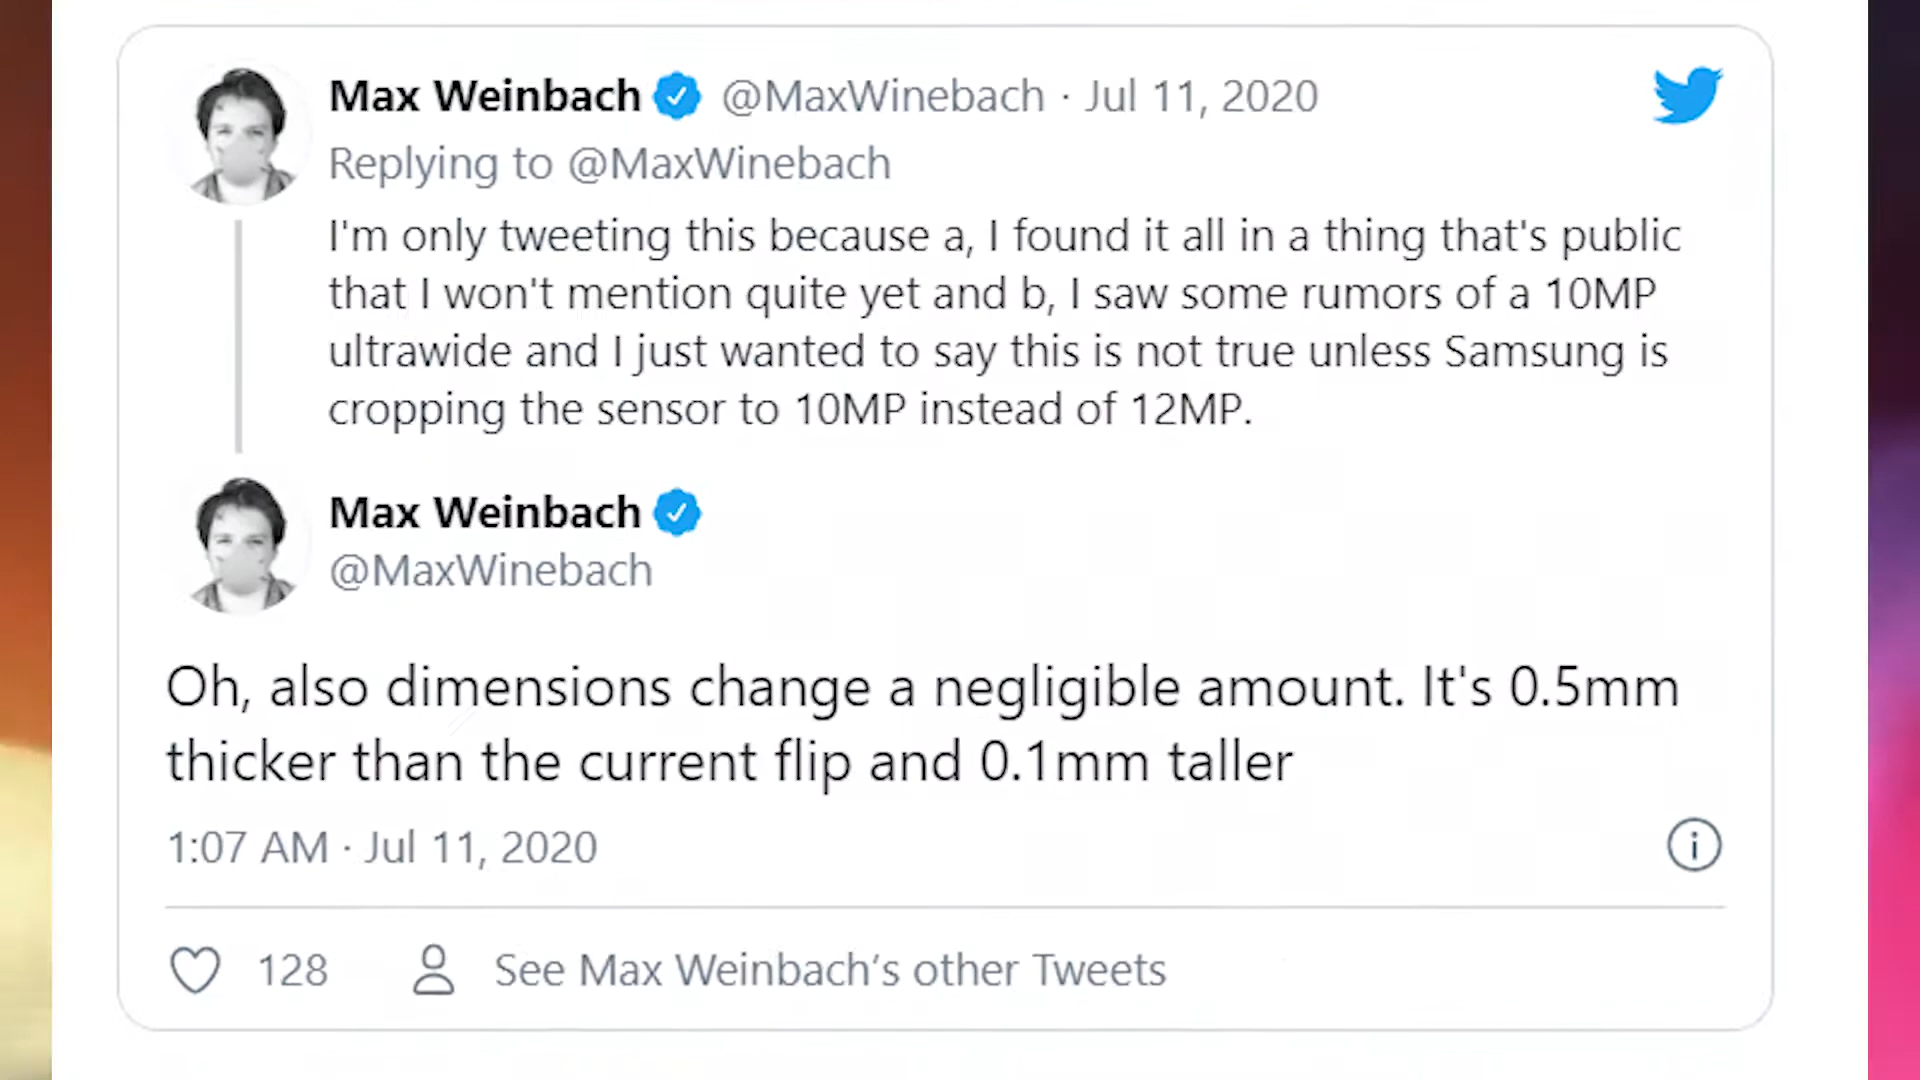 Max Weinbach @MaxWinebach · Jul 11, 2020
Replying to @MaxWinebach
I'm only tweeting this because a, I found it all in a thing that's public
that I won't mention quite yet and b, I saw some rumors of a 10MP
ultrawide and I just wanted to say this is not true unless Samsung is
cropping the sensor to 10MP instead of 12MP.
Max Weinbach
@MaxWinebach
Oh, also dimensions change a negligible amount. It's 0.5mm
thicker than the current flip and 0.1mm taller
1:07 AM · Jul 11, 2020
128 See Max Weinbach's other Tweets